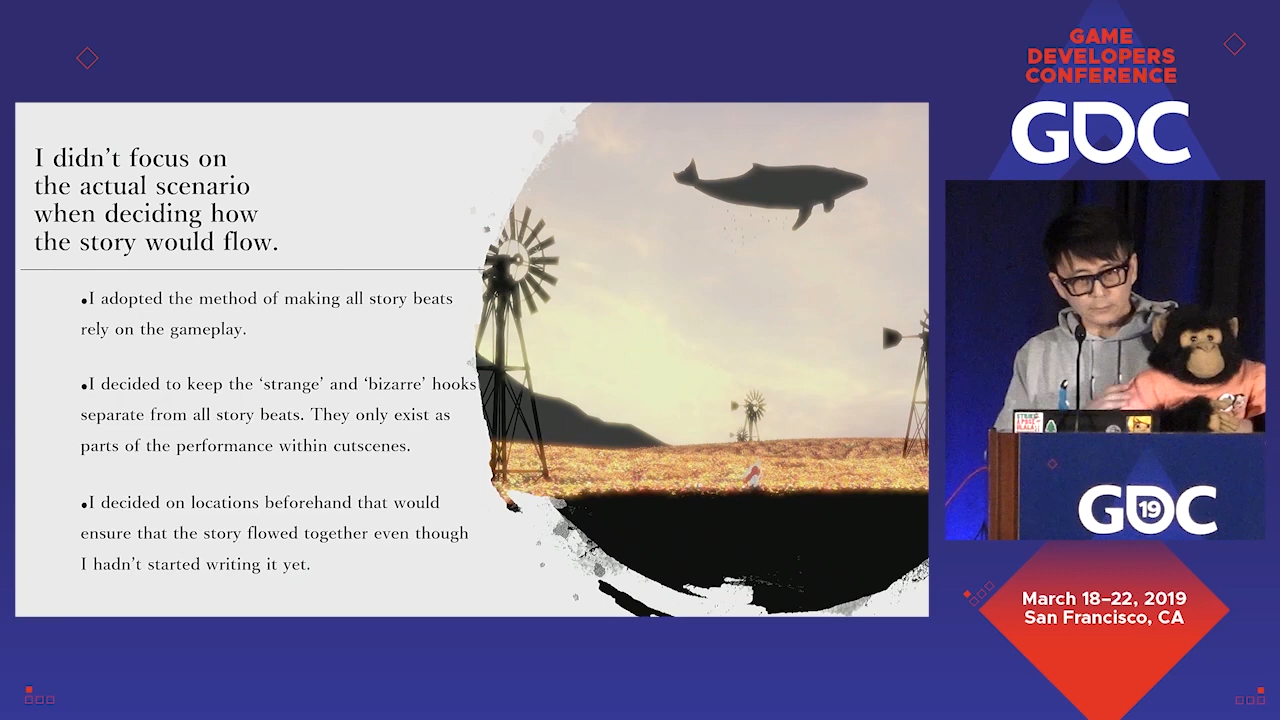 GAME
DEVELOPERS
CONFERENCE
GDC
I didn’t focus on
the actual scenario
when deciding how
the story would flow.
•I adopted the method of making all story beats
rely on the gameplay.
•I decided to keep the ‘strange’ and ‘bizarre’ hooks
separate from all story beats. They only exist as
parts of the performance within cutscenes.
•I decided on locations beforehand that would
ensure that the story flowed together even though
I hadn’t started writing it yet.
GDC
19
March 18–22, 2019
San Francisco, CA